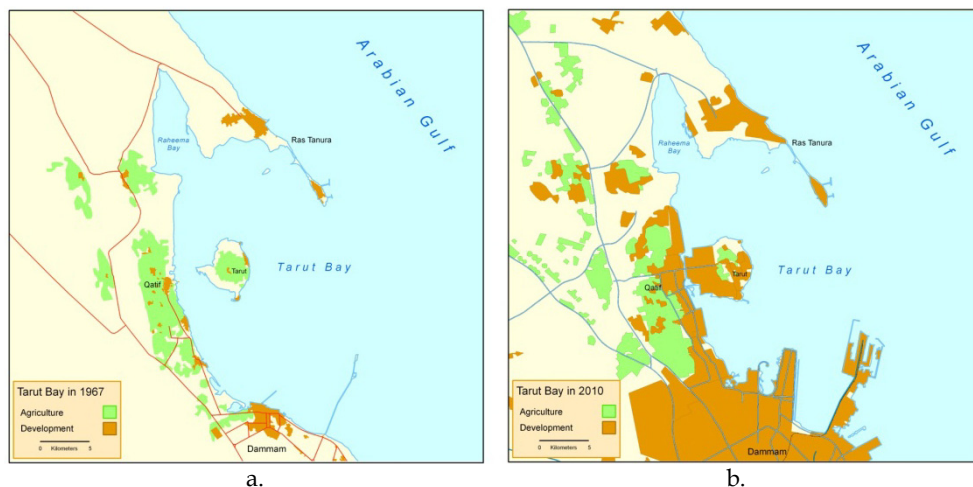 Arabian Gulf
Raheema
Bay
Ras Tanura
Tarut
Tarut Bay
Qatif
Tarut Bay in 1967
Agriculture
Development
0 Kilometers 5
Dammam
a.
Arabian Gulf
Raheema
Bay
Ras Tanura
Tarut
Tarut Bay
Qatif
Tarut Bay in 2010
Agriculture
Development
0 Kilometers 5
Dammam
b.